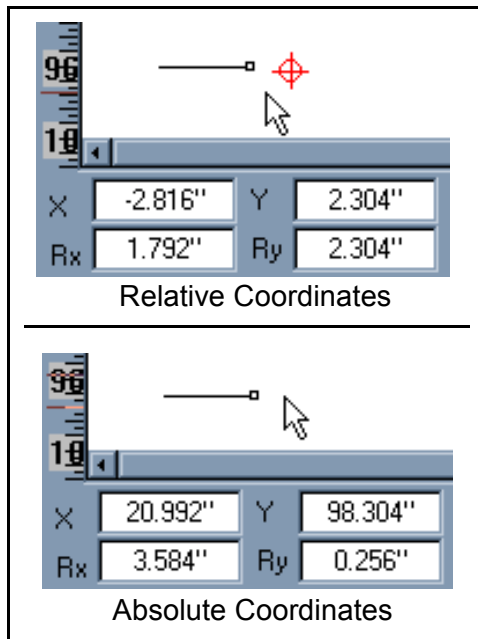 96
10
X -2.816" Y 2.304"
Rx 1.792" Ry 2.304"
Relative Coordinates
96
10
X 20.992" Y 98.304"
Rx 3.584" Ry 0.256"
Absolute Coordinates